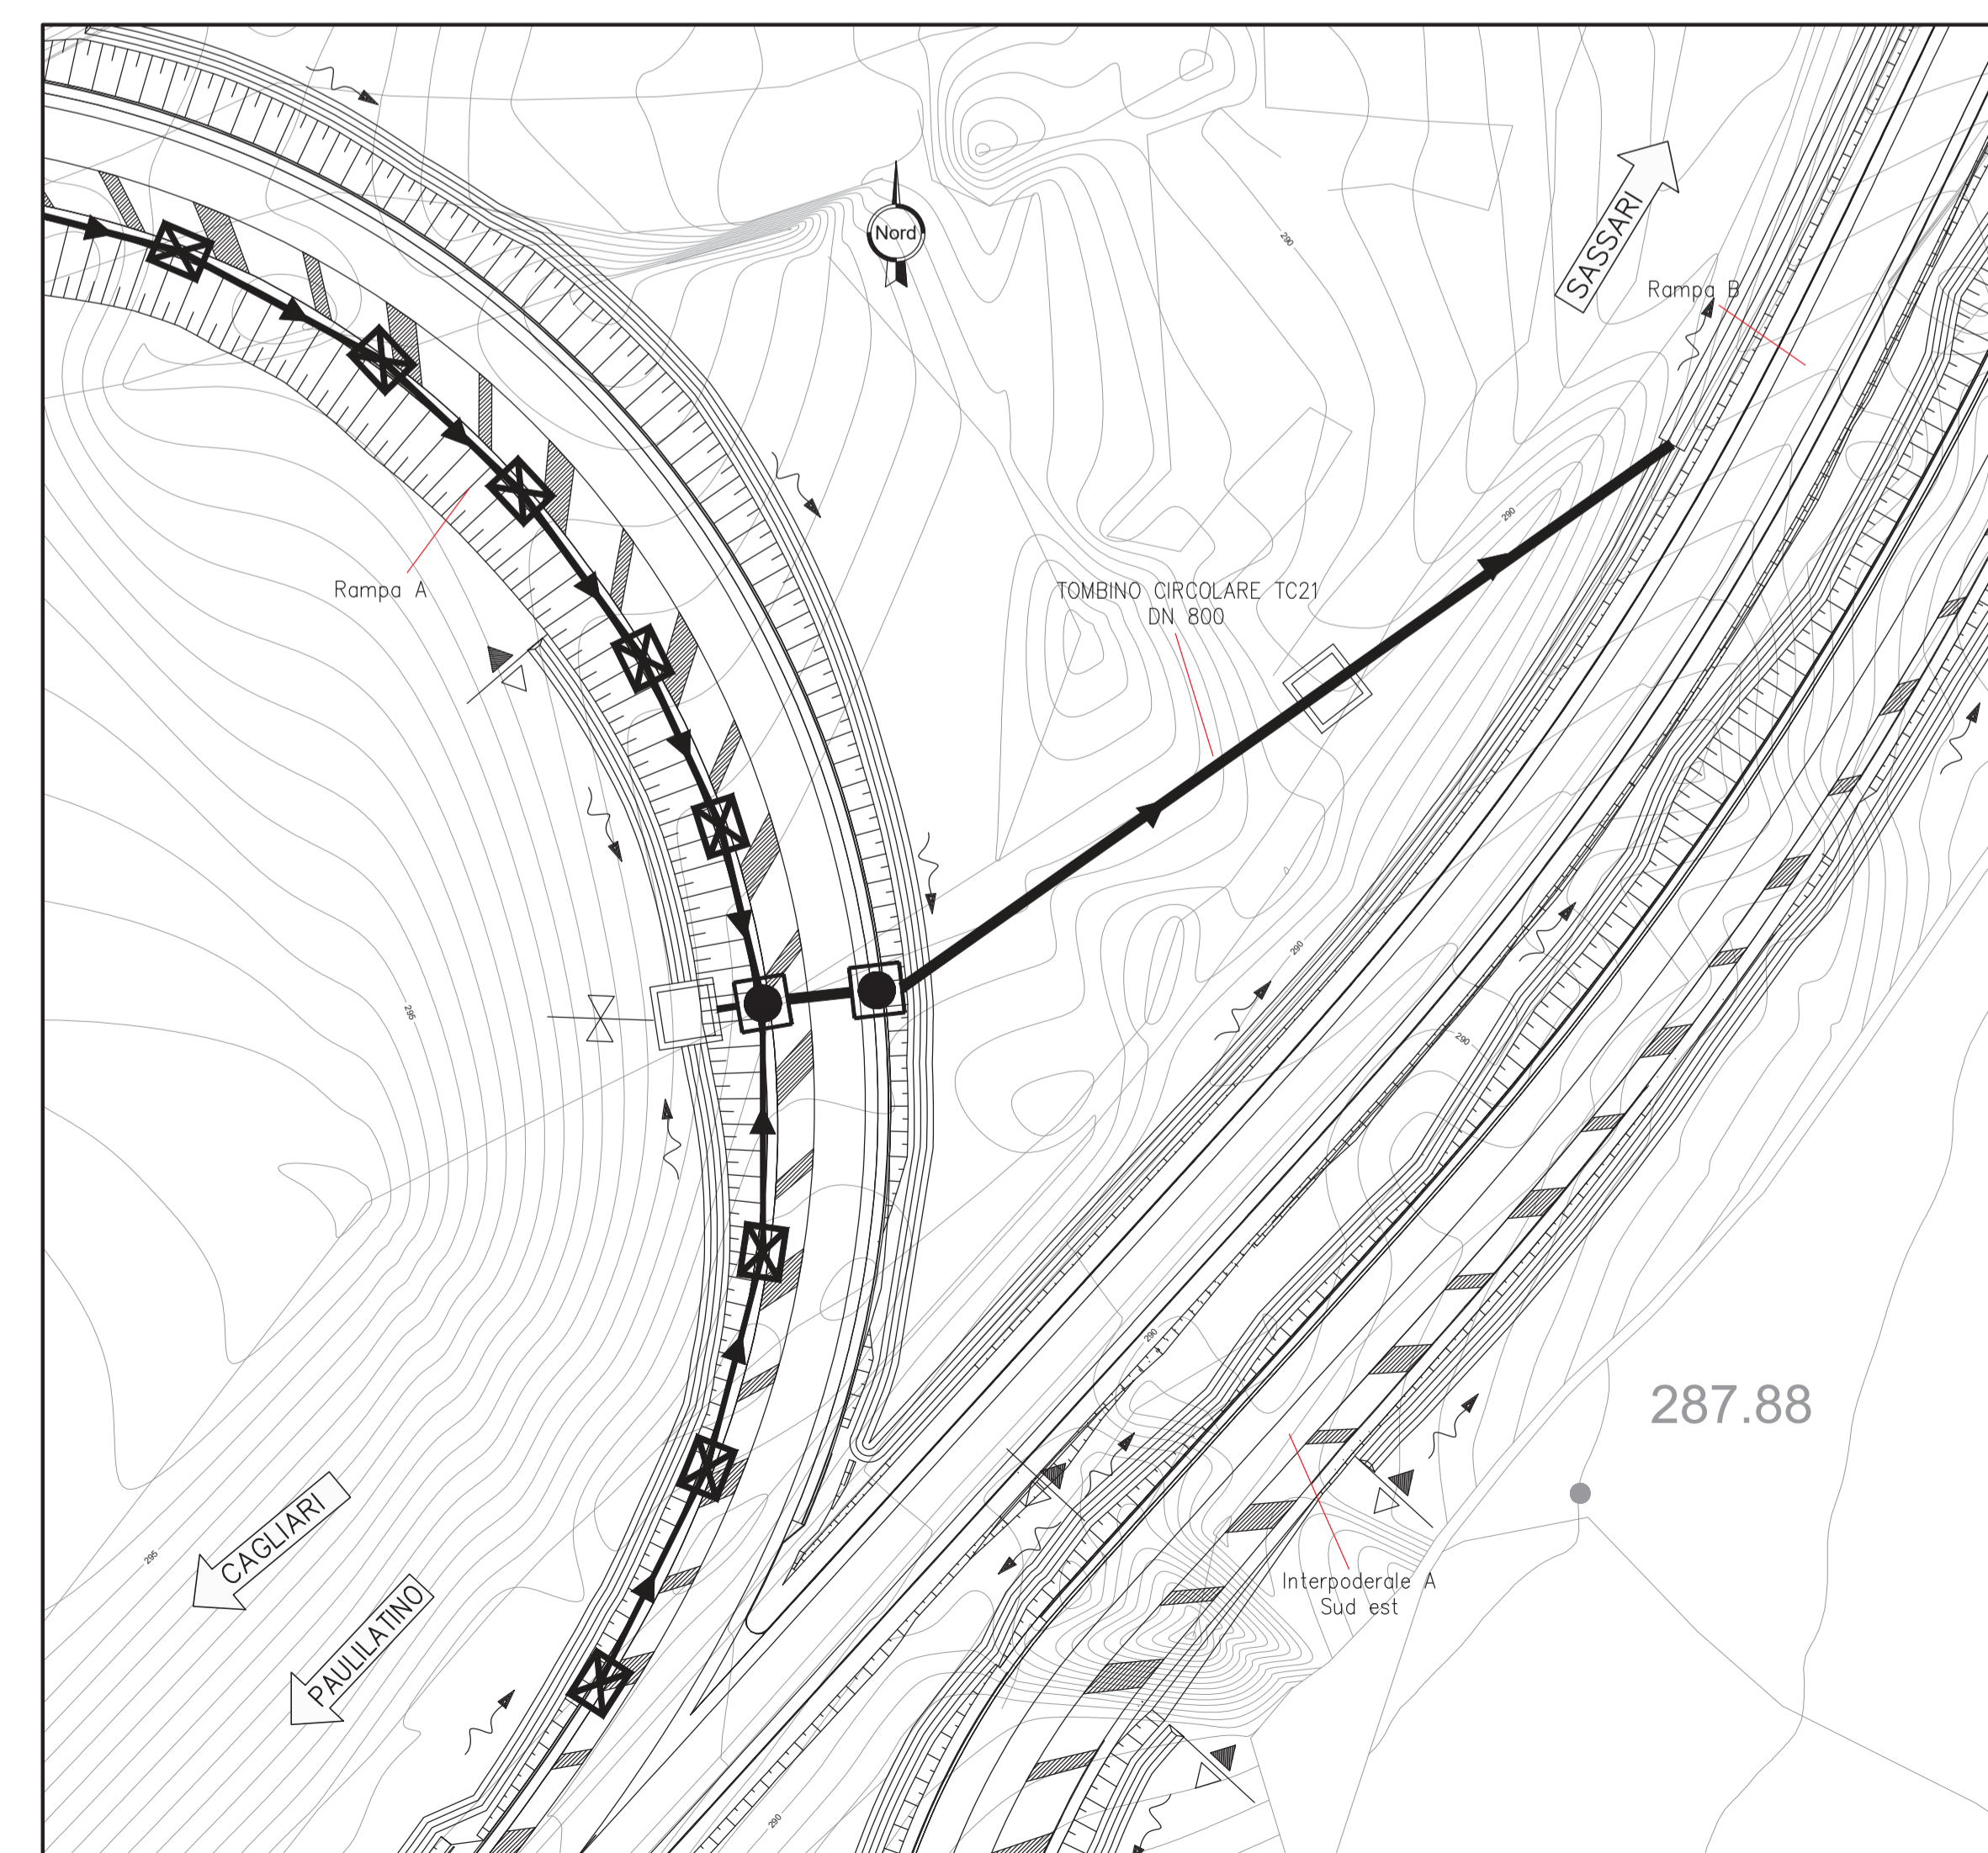 Nord
290
SASSARI
Rampa B
290
Rampa A
TOMBINO CIRCOLARE TC21
DN 800
290
295
290
290
287.88
CAGLIARI
295
PAULILATINO
Interpoderale A
Sud est
290